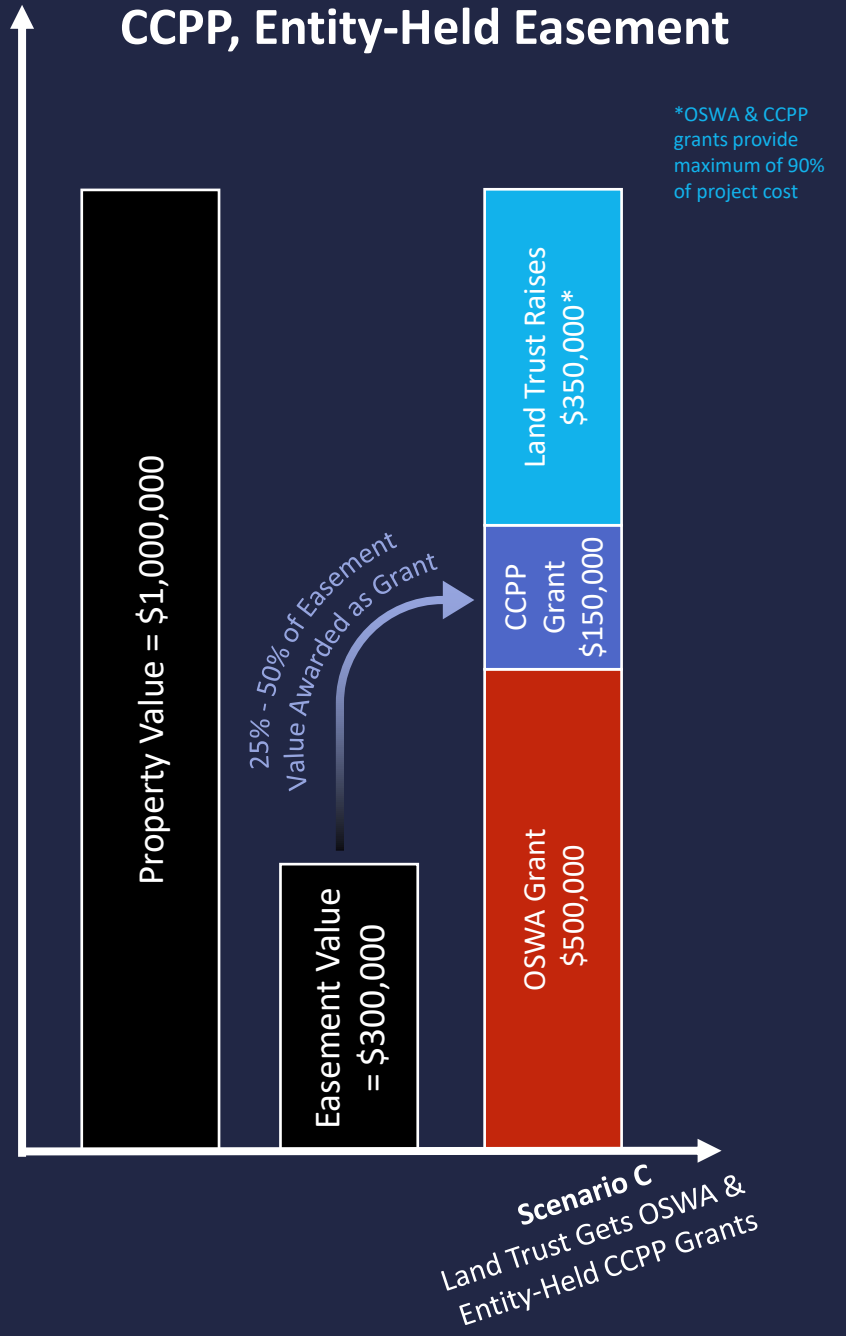 CCPP, Entity-Held Easement
*OSWA & CCPP
grants provide
maximum of 90%
of project cost
Property Value = $1,000,000
25% - 50% of Easement
Value Awarded as Grant
Easement Value
= $300,000
Land Trust Raises
$350,000*
CCPP
Grant
$150,000
OSWA Grant
$500,000
Scenario C
Land Trust Gets OSWA &
Entity-Held CCPP Grants